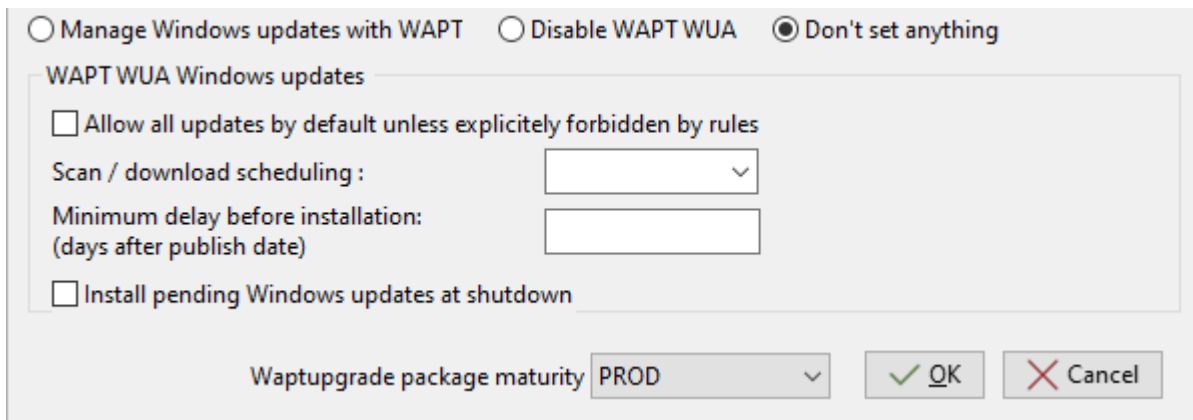 Manage Windows updates with WAPT Disable WAPT WUA Don't set anything
WAPT WUA Windows updates
Allow all updates by default unless explicitely forbidden by rules
Scan / download scheduling :
Minimum delay before installation:
(days after publish date)
Install pending Windows updates at shutdown
Waptupgrade package maturity PROD OK Cancel